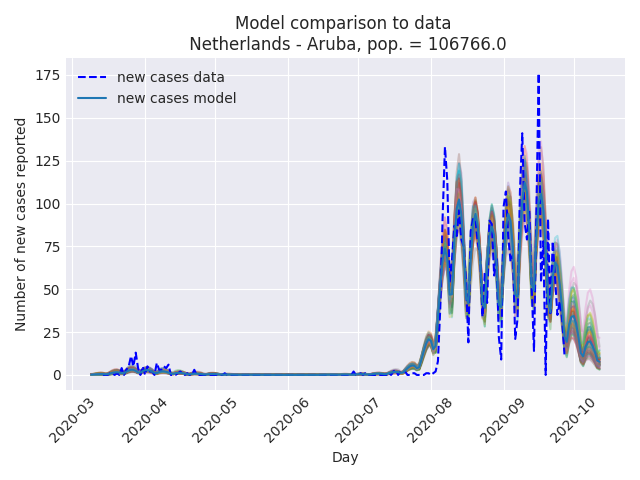 Model comparison to data
Netherlands - Aruba, pop. = 106766.0
new cases data
new cases model
Number of new cases reported
175
150
125
100
75
50
25
0
2020-03
2020-04
2020-05
2020-06
2020-07
2020-08
2020-09
2020-10
Day